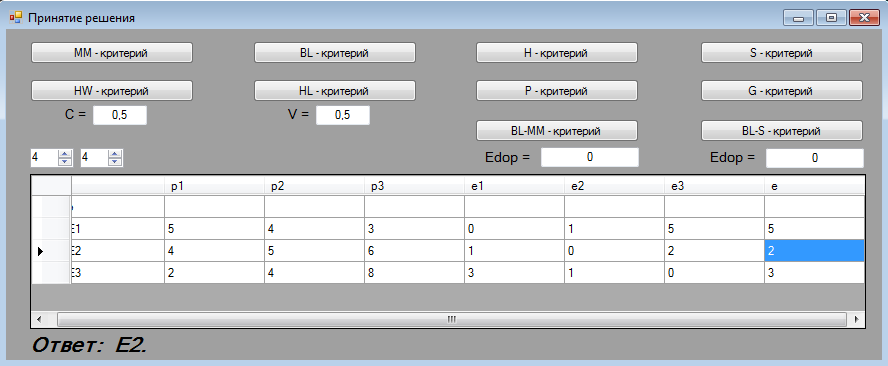 Принятие решения
MM - критерий BL - критерий H - критерий S - критерий
HW - критерий HL - критерий P - критерий G - критерий
C = 0,5 V = 0,5
BL-MM - критерий BL-S - критерий
4 4 Edop = 0 Edop = 0
p1 p2 p3 e1 e2 e3 e
E1 5 4 3 0 1 5 5
E2 4 5 6 1 0 2 2
E3 2 4 8 3 1 0 3
Ответ: E2.